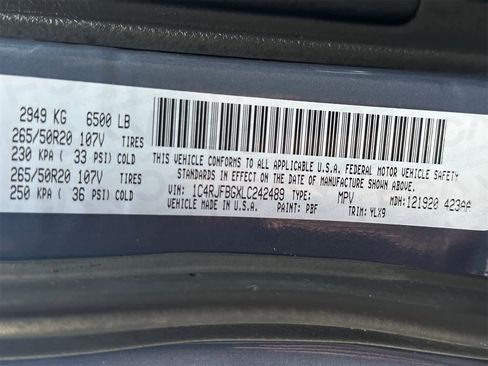 2949 KG 6500 LB
265/50R20 107V TIRES
230 KPA ( 33 PSI) COLD
265/50R20 107V TIRES
250 KPA ( 36 PSI) COLD
THIS VEHICLE CONFORMS TO ALL APPLICABLE U.S.A. FEDERAL MOTOR VEHICLE SAFETY
STANDARDS IN EFFECT ON THE DATE OF MANUFACTURE SHOWN ABOVE.
VIN: 1C4RJFBGXLC242489 TYPE: MPV MDH: 121920 423AA
VEHICLE MADE IN U.S.A. PAINT: PBF TRIM: YLX9